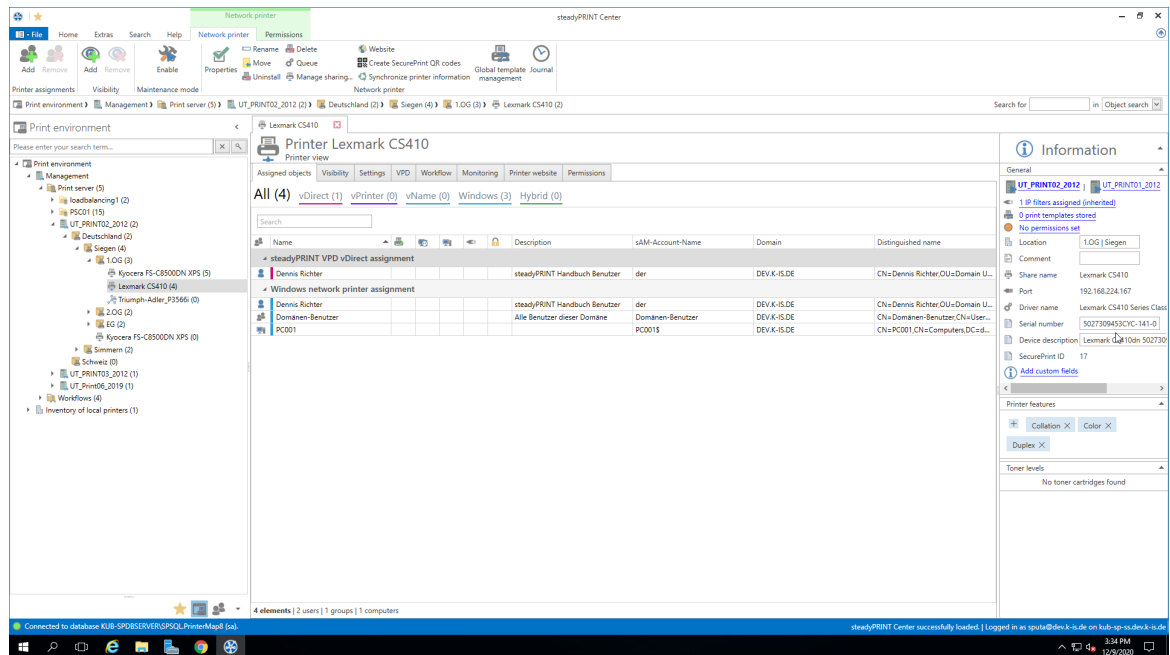 Network printer
steadyPRINT Center
File Home Extras Search Help Network printer Permissions
Add Remove Add Remove Enable Properties
Rename Delete Website
Move Queue Create SecurePrint QR codes
Uninstall Manage sharing... Synchronize printer information
Global template management Journal
Printer assignments Visibility Maintenance mode Network printer
Print environment Management Print server (5) UT_PRINT02_2012 (2) Deutschland (2) Siegen (4) 1.OG (3) Lexmark CS410 (2)
Search for in Object search
Print environment
Please enter your search term...
Print environment
Management
Print server (5)
loadbalancing1 (2)
PSC01 (15)
UT_PRINT02_2012 (2)
Deutschland (2)
Siegen (4)
1.OG (3)
Kyocera FS-C8500DN XPS (5)
Lexmark CS410 (4)
Triumph-Adler_P3566i (0)
2.OG (2)
EG (2)
Kyocera FS-C8500DN XPS (0)
Simmern (2)
Schweiz (0)
UT_PRINT03_2012 (1)
UT_Print06_2019 (1)
Workflows (4)
Inventory of local printers (1)
Lexmark CS410
Printer Lexmark CS410
Printer view
Assigned objects Visibility Settings VPD Workflow Monitoring Printer website Permissions
All (4) vDirect (1) vPrinter (0) vName (0) Windows (3) Hybrid (0)
Search
Name Description sAM-Account-Name Domain Distinguished name
steadyPRINT VPD vDirect assignment
Dennis Richter steadyPRINT Handbuch Benutzer der DEV.K-IS.DE CN=Dennis Richter,OU=Domain U...
Windows network printer assignment
Dennis Richter steadyPRINT Handbuch Benutzer der DEV.K-IS.DE CN=Dennis Richter,OU=Domain U...
Domänen-Benutzer Alle Benutzer dieser Domäne Domänen-Benutzer DEV.K-IS.DE CN=Domänen-Benutzer,CN=User...
PC001 PC001$ DEV.K-IS.DE CN=PC001,CN=Computers,DC=d...
4 elements | 2 users | 1 groups | 1 computers
Information
General
UT_PRINT02_2012 | UT_PRINT01_2012
1 IP filters assigned (inherited)
0 print templates stored
No permissions set
Location 1.OG | Siegen
Comment
Share name Lexmark CS410
Port 192.168.224.167
Driver name Lexmark CS410 Series Class
Serial number 5027309453CYC-141-0
Device description Lexmark CS410dn 502730
SecurePrint ID 17
Add custom fields
Printer features
Collation Color
Duplex
Toner levels
No toner cartridges found
Connected to database KUB-SPDBSERVER\SPSQL.PrinterMap8 (sa).
steadyPRINT Center successfully loaded. | Logged in as sputa@dev.k-is.de on kub-sp-ss.dev.k-is.de
3:34 PM
12/9/2020